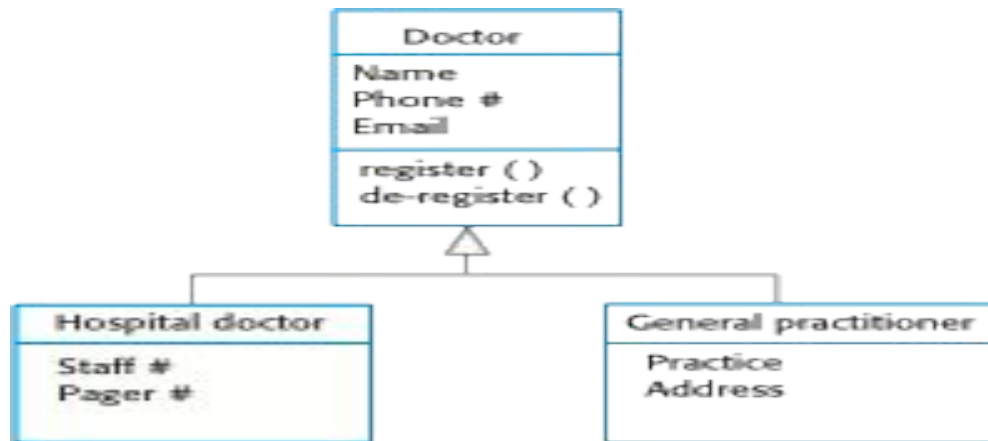 Doctor
Name
Phone #
Email
register ( )
de-register ( )
Hospital doctor
Staff #
Pager #
General practitioner
Practice
Address